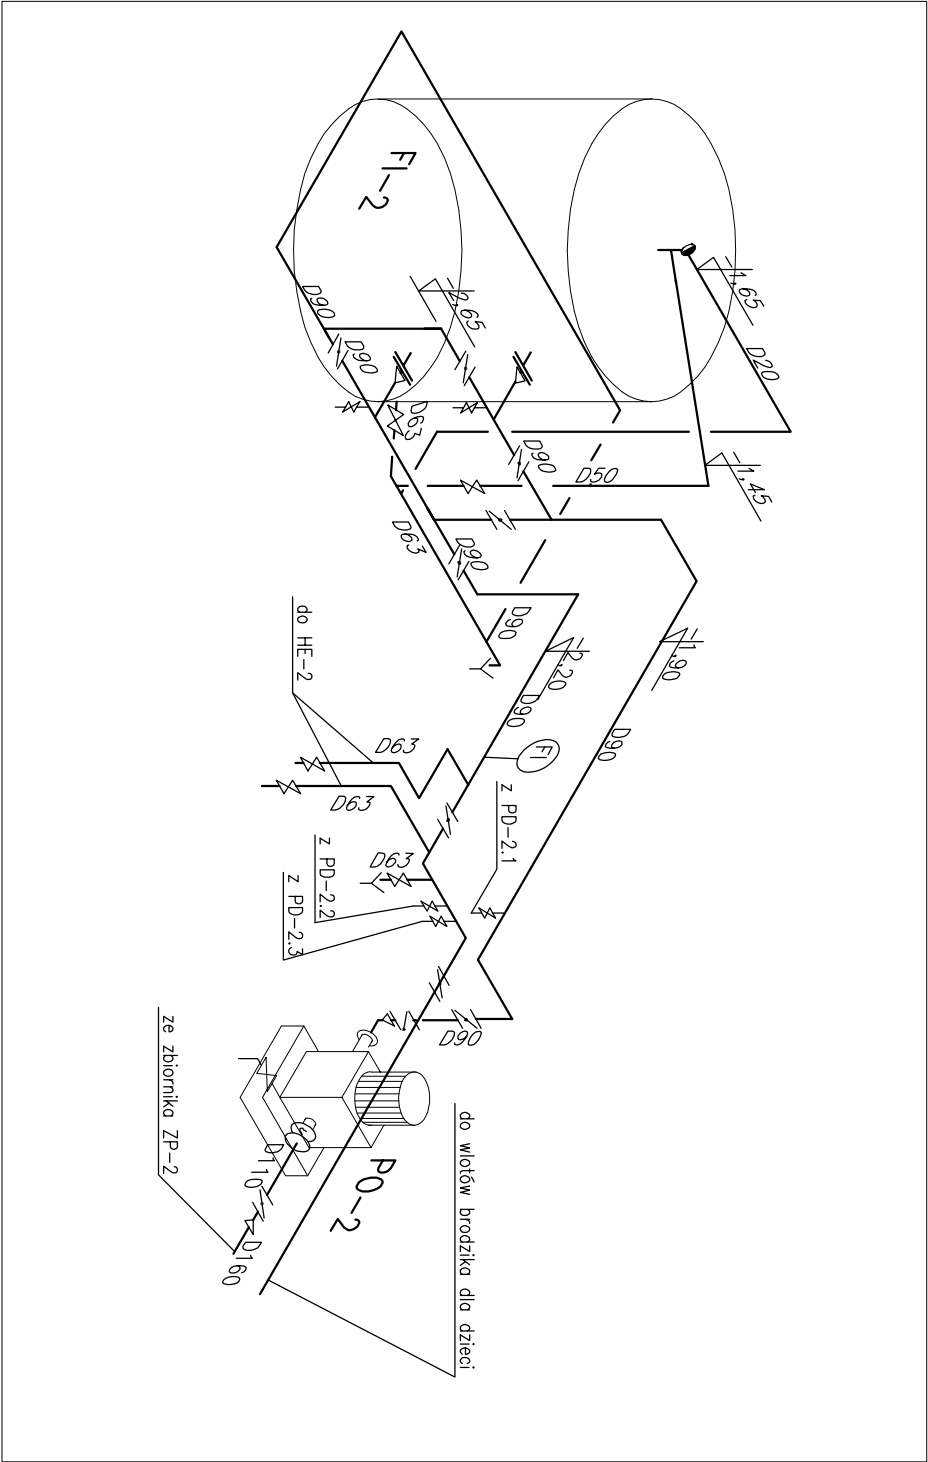 FI-2
-1,65
D20
-2,65
D90
D90
D63
D90
D50
-1,45
D63
D90
D90
-2,20
D90
-1,90
D90
FI
do HE-2
D63
D63
z PD-2.1
D63
z PD-2.2
z PD-2.3
D90
ze zbiornika ZP-2
D110
D160
PO-2
do wlotów brodzika dla dzieci